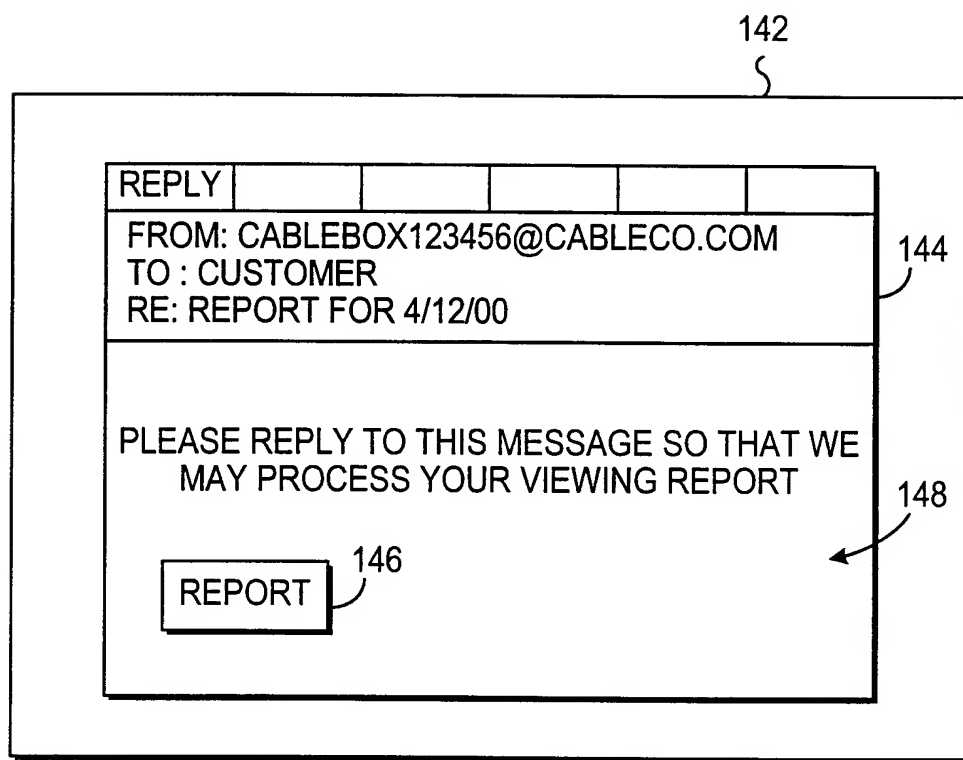 142
REPLY
FROM: CABLEBOX123456@CABLECO.COM
TO : CUSTOMER
RE: REPORT FOR 4/12/00
144
PLEASE REPLY TO THIS MESSAGE SO THAT WE
MAY PROCESS YOUR VIEWING REPORT
148
146
REPORT